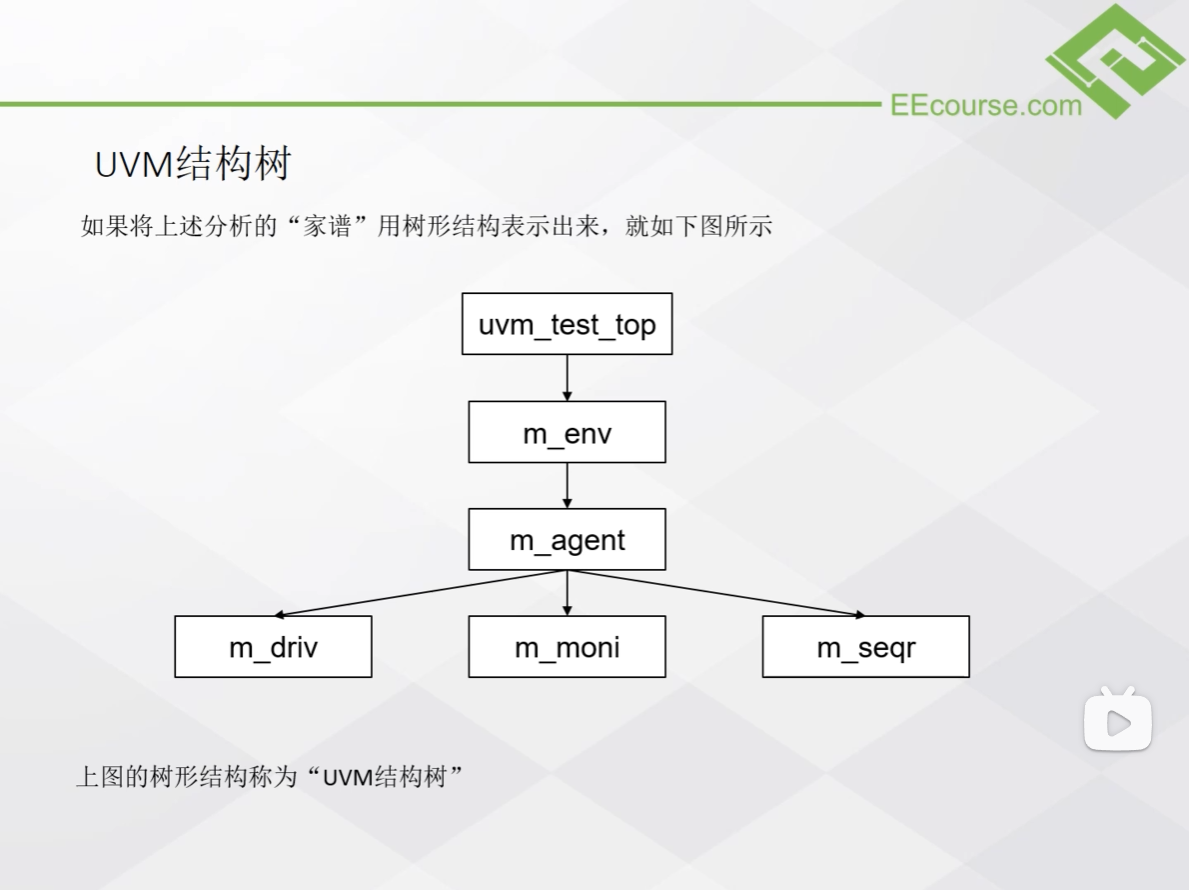 EEcourse.com
UVM结构树
如果将上述分析的“家谱”用树形结构表示出来，就如下图所示
uvm_test_top
m_env
m_agent
m_driv
m_moni
m_seqr
上图的树形结构称为“UVM结构树”